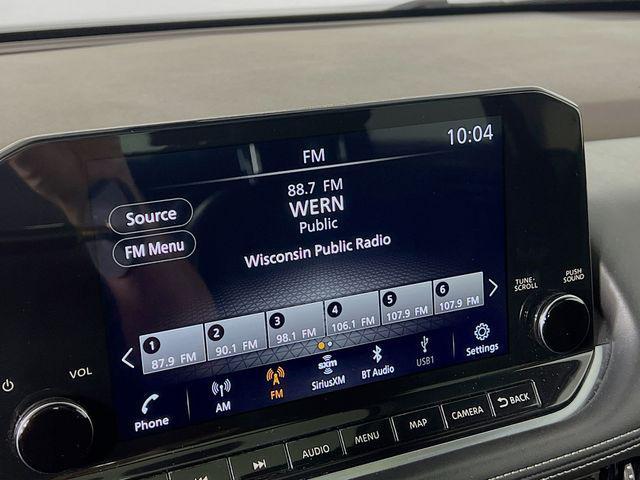 10:04
FM
88.7 FM
WERN
Public
Wisconsin Public Radio
Source
FM Menu
1 87.9 FM
2 90.1 FM
3 98.1 FM
4 106.1 FM
5 107.9 FM
6 107.9 FM
Phone
AM
FM
sxm
SiriusXM
BT Audio
USB1
Settings
VOL
TUNE·
SCROLL
PUSH
SOUND
AUDIO
MENU
MAP
CAMERA
BACK